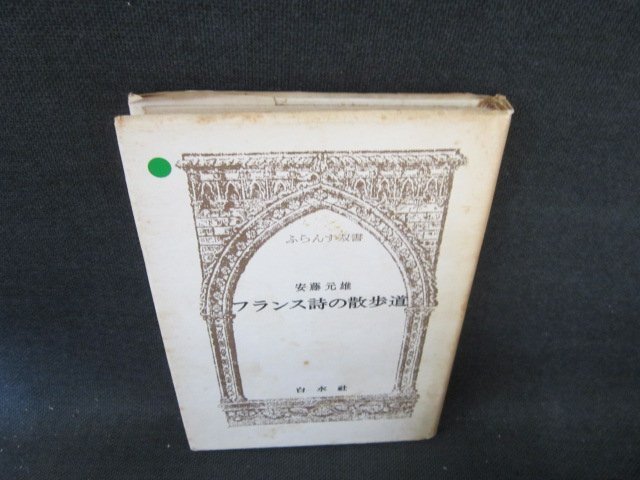 ふらんす叢書
安藤元雄
フランス詩の散歩道
白水社